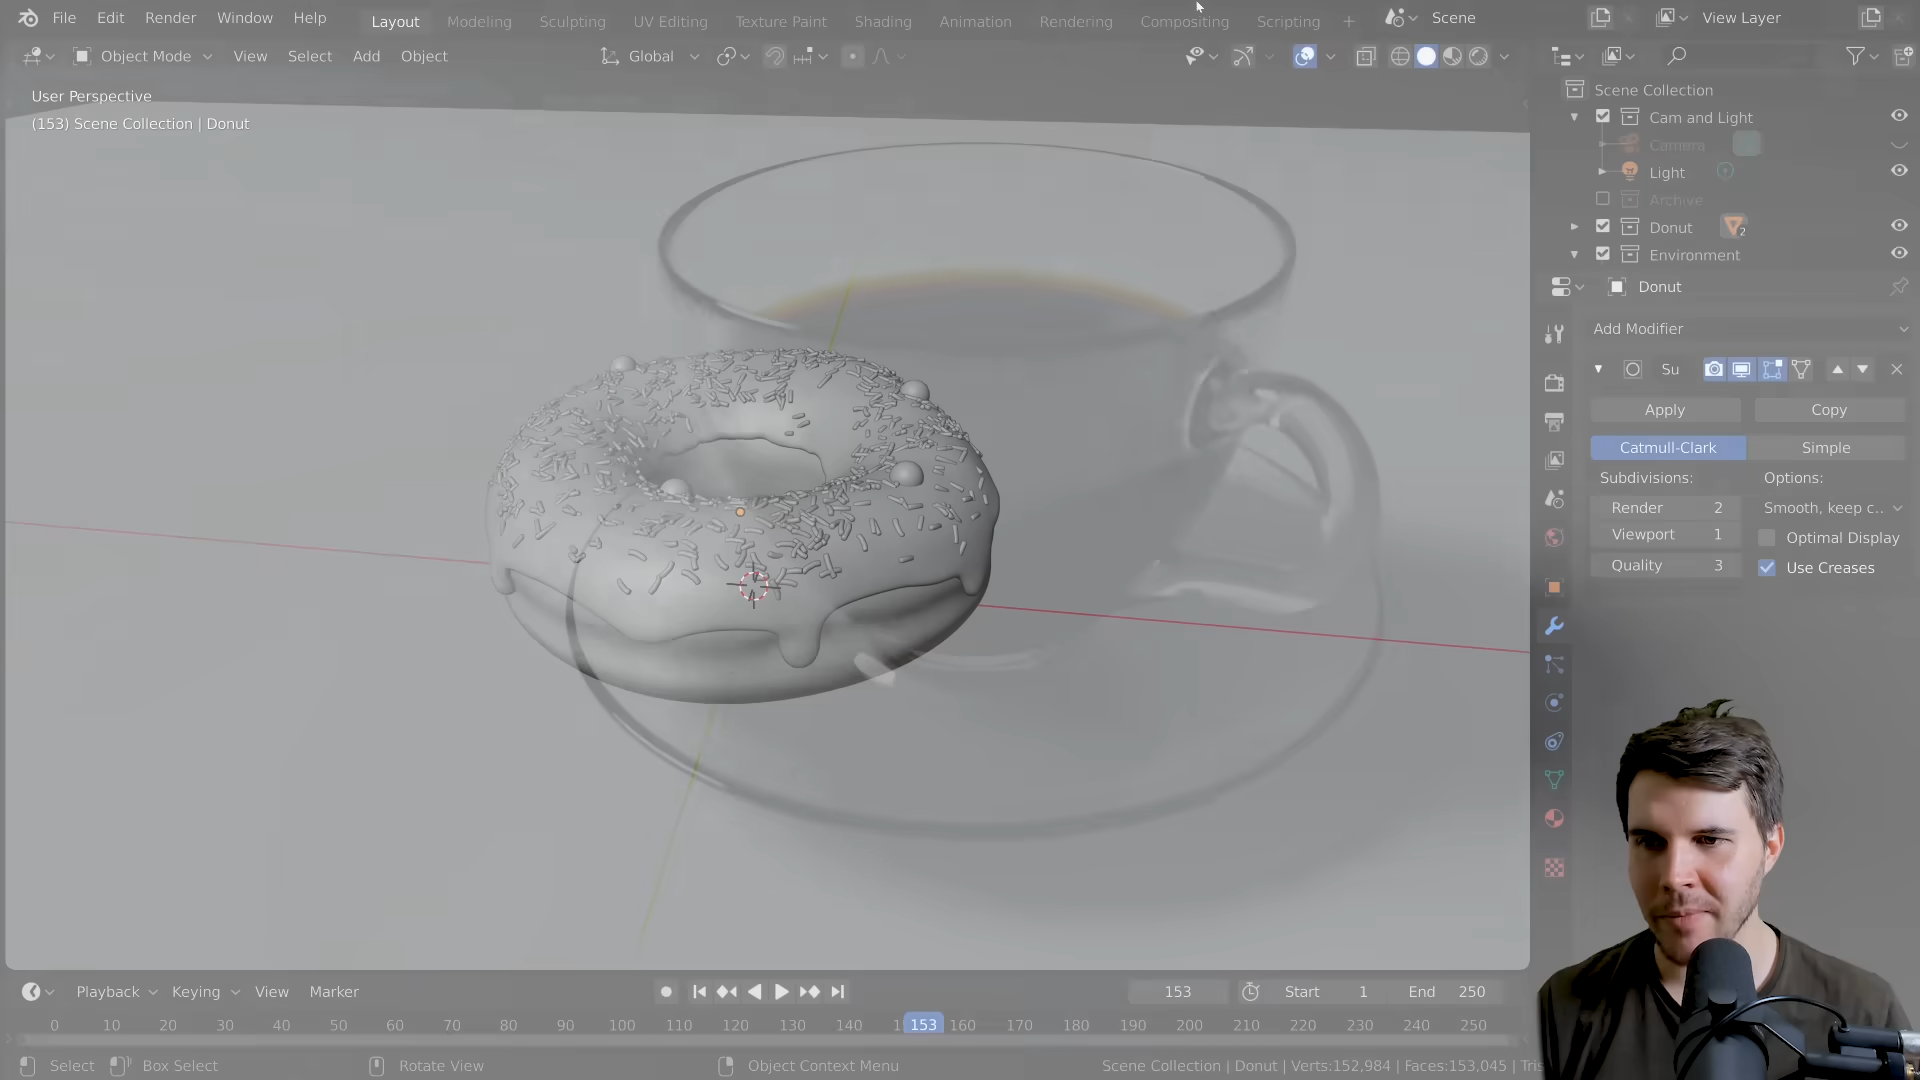 File Edit Render Window Help Layout Modeling Sculpting UV Editing Texture Paint Shading Animation Rendering Compositing Scripting + Scene View Layer
Object Mode View Select Add Object Global
User Perspective
(153) Scene Collection | Donut
Scene Collection
Cam and Light
Camera
Light
Archive
Donut 2
Environment
Donut
Add Modifier
Su
Apply Copy
Catmull-Clark Simple
Subdivisions: Options:
Render 2 Smooth, keep c..
Viewport 1 Optimal Display
Quality 3 Use Creases
Playback Keying View Marker 153 Start 1 End 250
0 10 20 30 40 50 60 70 80 90 100 110 120 130 140 153 160 170 180 190 200 210 220 230 240 250
Select Box Select Rotate View Object Context Menu Scene Collection | Donut | Verts:152,984 | Faces:153,045 | Tris